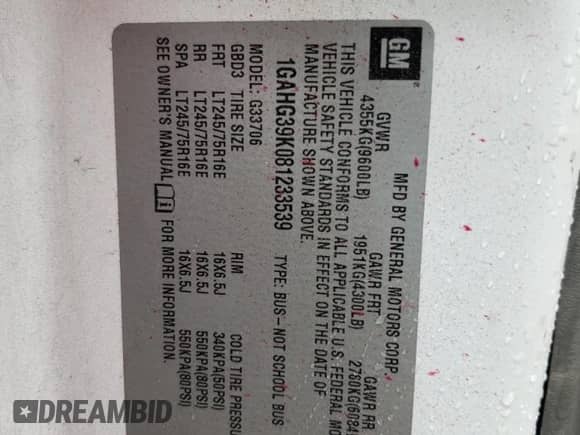 GM
MFD BY GENERAL MOTORS CORP
GVWR GAWR FRT GAWR RR
4355KG(9600LB) 1951KG(4300LB) 2760KG(6084
THIS VEHICLE CONFORMS TO ALL APPLICABLE U.S. FEDERAL MO
VEHICLE SAFETY STANDARDS IN EFFECT ON THE DATE OF
MANUFACTURE SHOWN ABOVE.
1GAHG39K081233539 TYPE: BUS-NOT SCHOOL BUS
MODEL: G33706
GBD3 TIRE SIZE RIM COLD TIRE PRESSU
FRT LT245/75R16E 16X6.5J 340KPA(50PSI)
RR LT245/75R16E 16X6.5J 550KPA(80PSI)
SPA LT245/75R16E 16X6.5J 550KPA(80PSI)
SEE OWNER'S MANUAL i FOR MORE INFORMATION.
DREAMBID